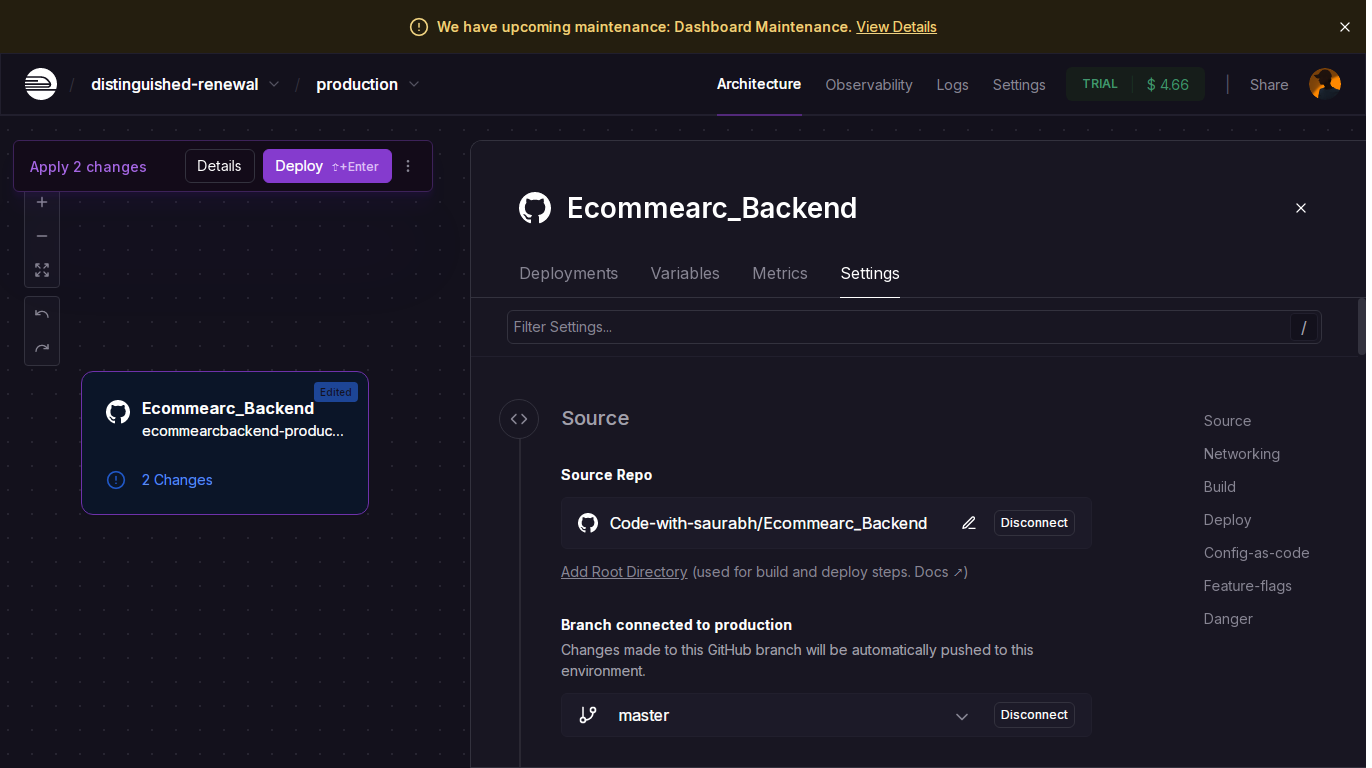 We have upcoming maintenance: Dashboard Maintenance. View Details
/ distinguished-renewal / production
Architecture Observability Logs Settings TRIAL $ 4.66 Share
Apply 2 changes Details Deploy ⇧+Enter
Ecommearc_Backend
Deployments Variables Metrics Settings
Filter Settings... /
Edited
Ecommearc_Backend
ecommearcbackend-produc...
2 Changes
Source
Source Repo
Code-with-saurabh/Ecommearc_Backend Disconnect
Add Root Directory (used for build and deploy steps. Docs ↗)
Branch connected to production
Changes made to this GitHub branch will be automatically pushed to this
environment.
master Disconnect
Source
Networking
Build
Deploy
Config-as-code
Feature-flags
Danger